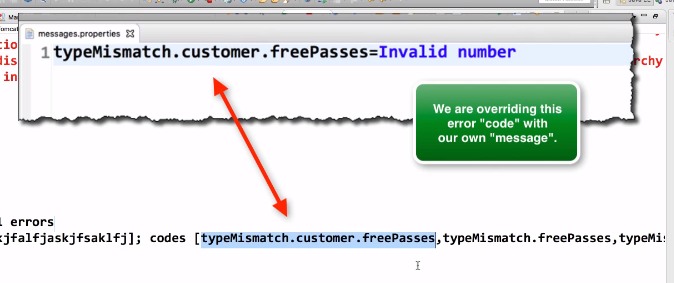 messages.properties
1 typeMismatch.customer.freePasses=Invalid number
We are overriding this
error "code" with
our own "message".
errors
kjfalfjaskjfsaklfj]; codes [typeMismatch.customer.freePasses,typeMismatch.freePasses,typeMis